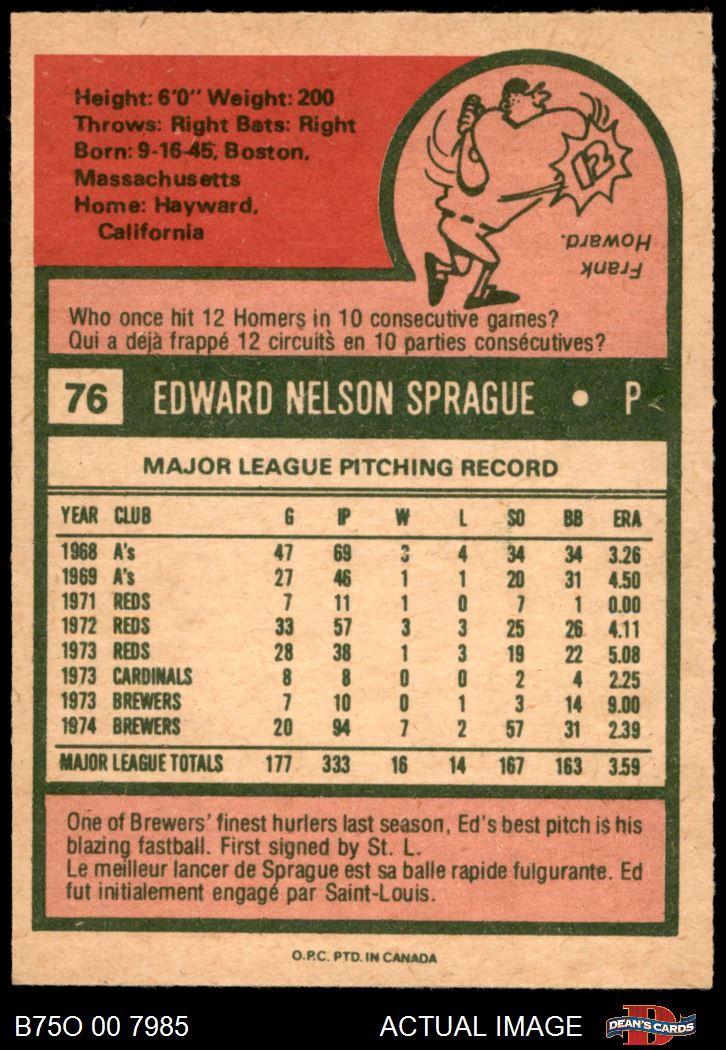 Height: 6'0" Weight: 200
Throws: Right Bats: Right
Born: 9-16-45, Boston,
Massachusetts
Home: Hayward,
California
12
Frank
Howard.
Who once hit 12 Homers in 10 consecutive games?
Qui a déjà frappé 12 circuits en 10 parties consécutives?
76 EDWARD NELSON SPRAGUE • P
MAJOR LEAGUE PITCHING RECORD
YEAR CLUB G IP W L SO BB ERA
1968 A's 47 69 3 4 34 34 3.26
1969 A's 27 46 1 1 20 31 4.50
1971 REDS 7 11 1 0 7 1 0.00
1972 REDS 33 57 3 3 25 26 4.11
1973 REDS 28 38 1 3 19 22 5.08
1973 CARDINALS 8 8 0 0 2 4 2.25
1973 BREWERS 7 10 0 1 3 14 9.00
1974 BREWERS 20 94 7 2 57 31 2.39
MAJOR LEAGUE TOTALS 177 333 16 14 167 163 3.59
One of Brewers' finest hurlers last season, Ed's best pitch is his
blazing fastball. First signed by St. L.
Le meilleur lancer de Sprague est sa balle rapide fulgurante. Ed
fut initialement engagé par Saint-Louis.
O.P.C. PTD. IN CANADA
B75O 00 7985 ACTUAL IMAGE
D
DEAN'S CARDS